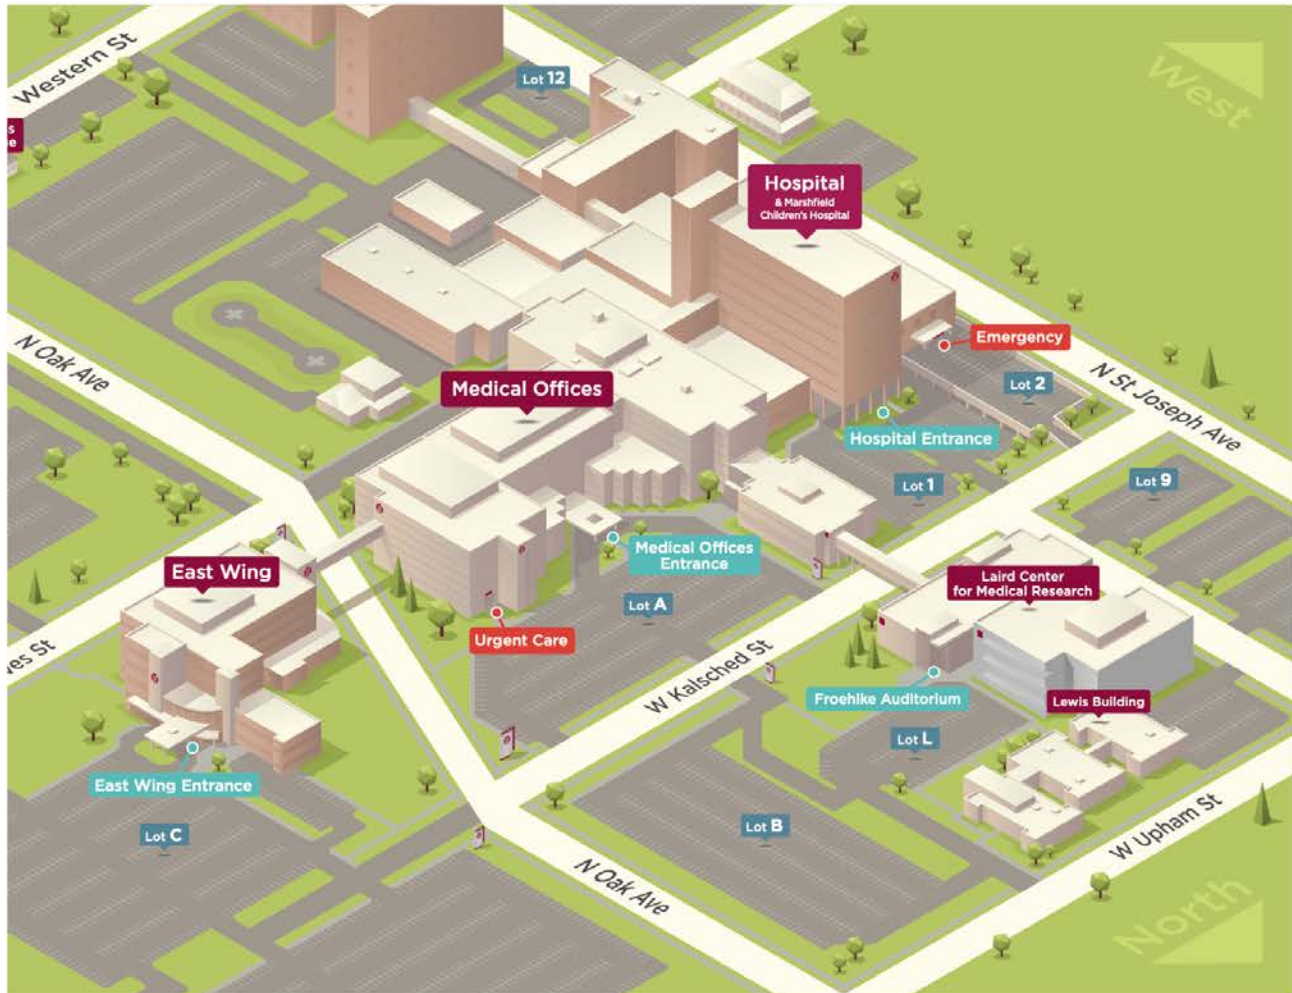 Western St
West
Lot 12
Hospital
& Marshfield
Children's Hospital
Emergency
N Oak Ave
Lot 2
N St Joseph Ave
Medical Offices
Hospital Entrance
Lot 9
Lot 1
Medical Offices
Entrance
East Wing
Laird Center
for Medical Research
Lot A
Urgent Care
W Kalsched St
Froehlke Auditorium
Lewis Building
Lot L
East Wing Entrance
Lot C
Lot B
W Upham St
N Oak Ave
North